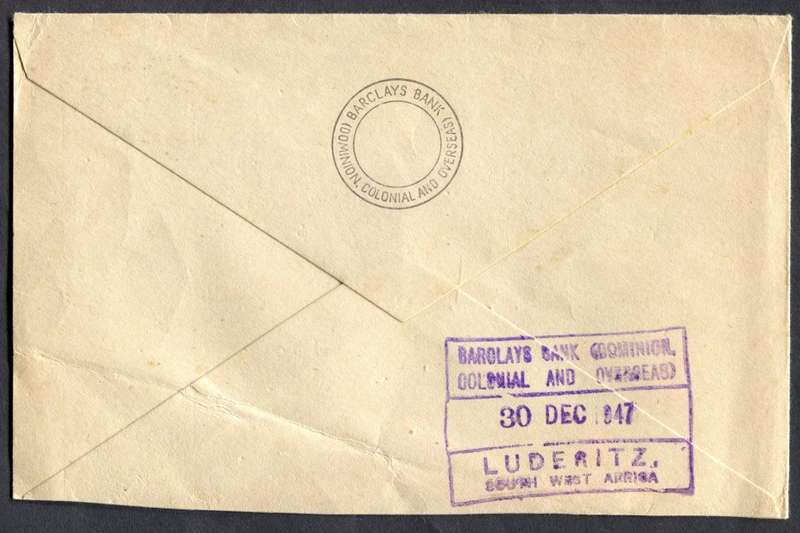 BARCLAYS BANK
(DOMINION, COLONIAL AND OVERSEAS)
BARCLAYS BANK (DOMINION,
COLONIAL AND OVERSEAS)
30 DEC 1947
LUDERITZ,
SOUTH WEST AFRICA